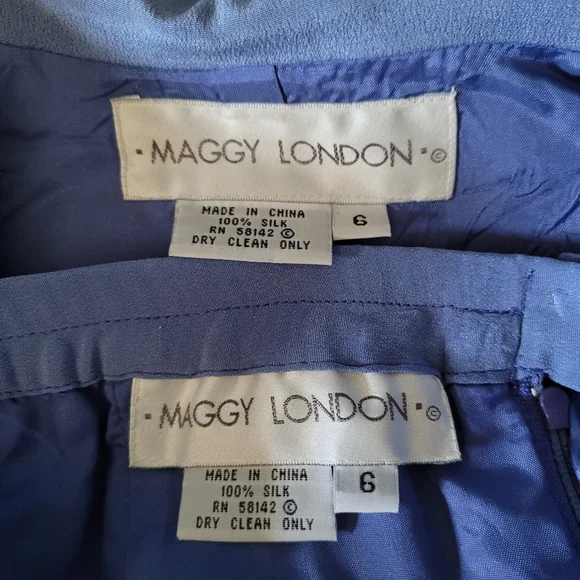 · MAGGY LONDON · ©
MADE IN CHINA
100% SILK
RN 58142 ©
DRY CLEAN ONLY
6
· MAGGY LONDON · ©
MADE IN CHINA
100% SILK
RN 58142 ©
DRY CLEAN ONLY
6